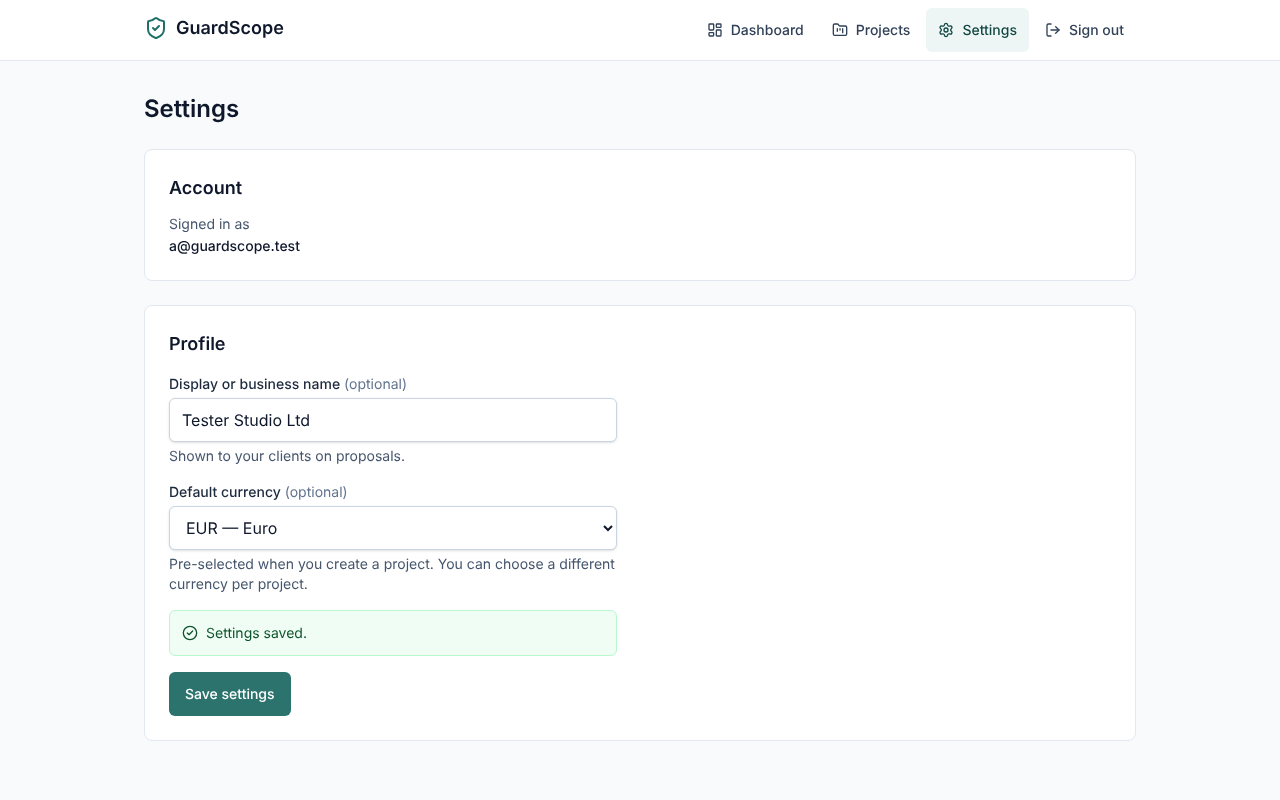 GuardScope
Dashboard
Projects
Settings
Sign out
Settings
Account
Signed in as
a@guardscope.test
Profile
Display or business name (optional)
Tester Studio Ltd
Shown to your clients on proposals.
Default currency (optional)
EUR — Euro
Pre-selected when you create a project. You can choose a different
currency per project.
Settings saved.
Save settings